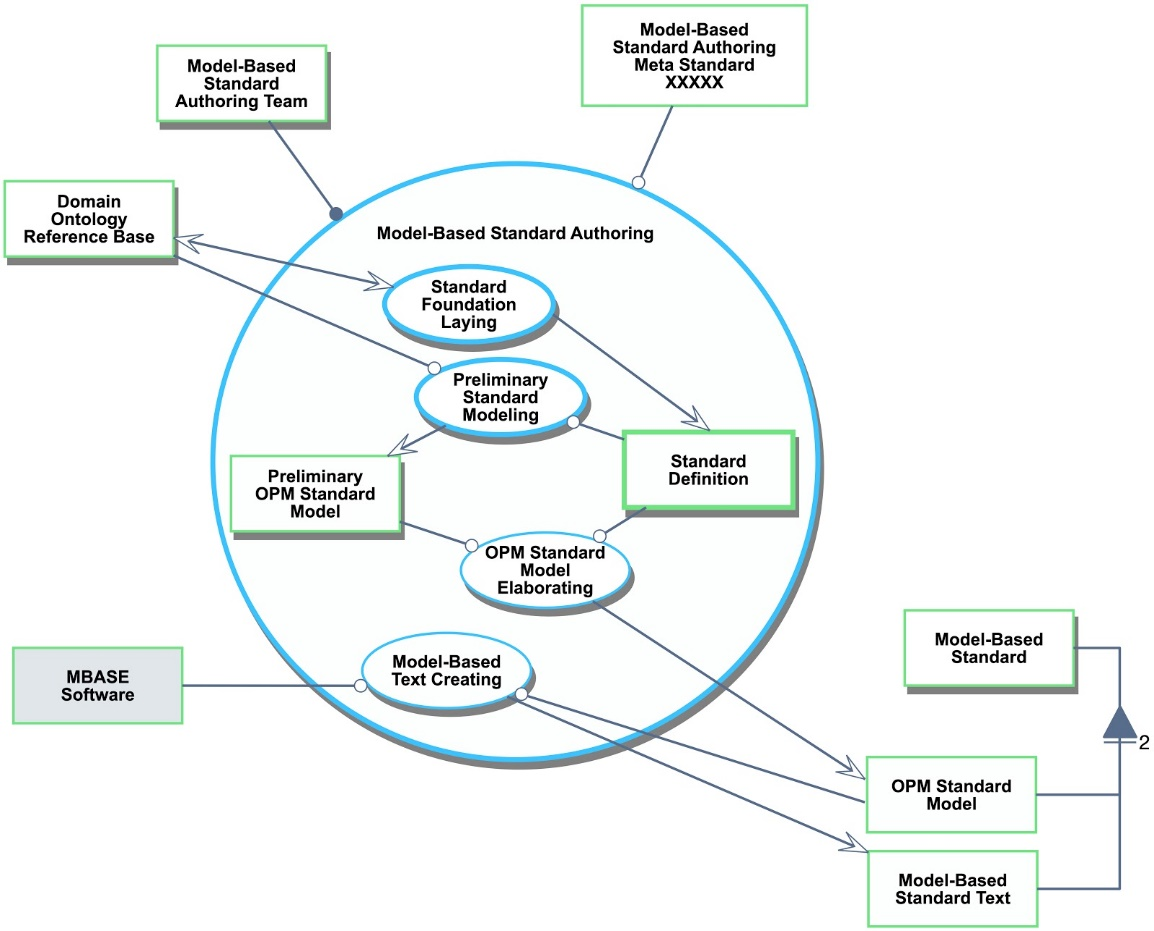 Model-Based
Standard Authoring
Meta Standard
XXXXX
Model-Based
Standard
Authoring Team
Domain
Ontology
Reference Base
Model-Based Standard Authoring
Standard
Foundation
Laying
Preliminary
Standard
Modeling
Standard
Definition
Preliminary
OPM Standard
Model
OPM Standard
Model
Elaborating
Model-Based
Standard
Model-Based
Text Creating
MBASE
Software
2
OPM Standard
Model
Model-Based
Standard Text